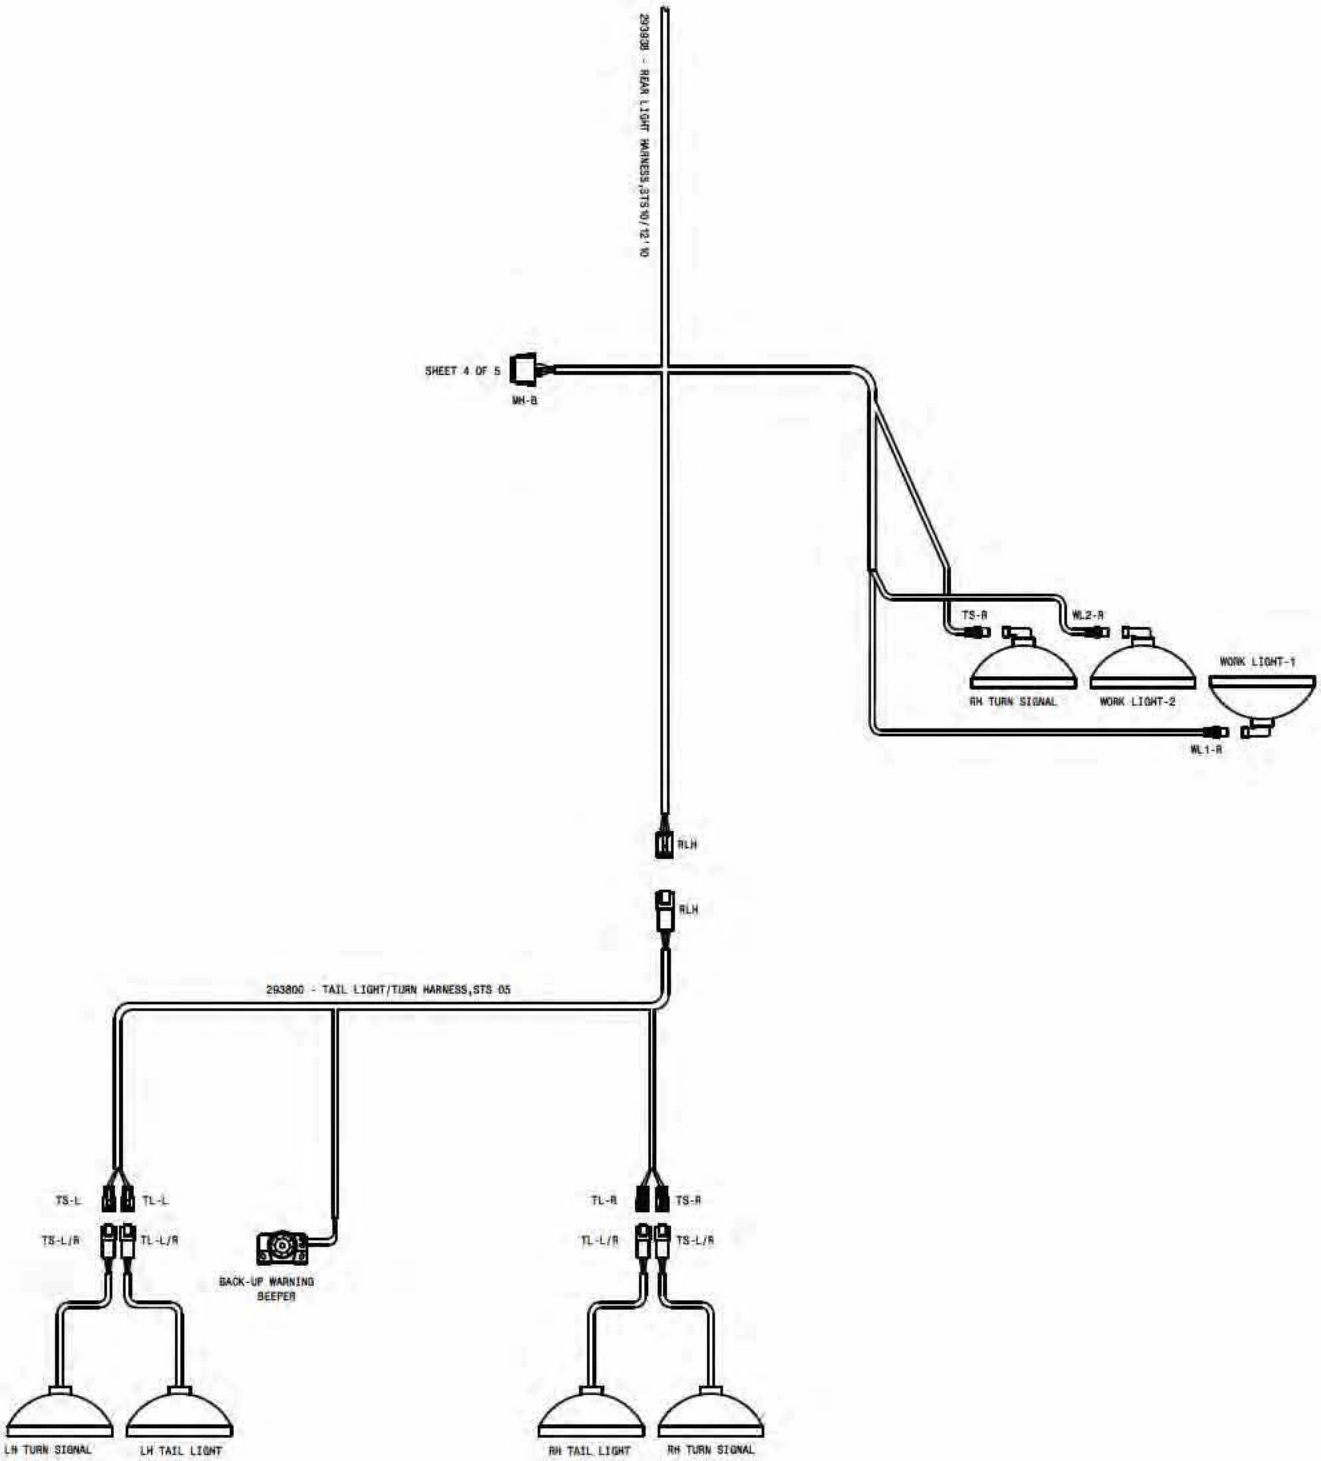 293938 - REAR LIGHT HARNESS,STS10/12'10
SHEET 4 OF 5
MH-B
TS-R
WL2-R
WORK LIGHT-1
RH TURN SIGNAL
WORK LIGHT-2
WL1-R
RLH
RLH
293800 - TAIL LIGHT/TURN HARNESS,STS 05
TS-L
TL-L
TL-R
TS-R
TS-L/R
TL-L/R
TL-L/R
TS-L/R
BACK-UP WARNING
BEEPER
LH TURN SIGNAL
LH TAIL LIGHT
RH TAIL LIGHT
RH TURN SIGNAL